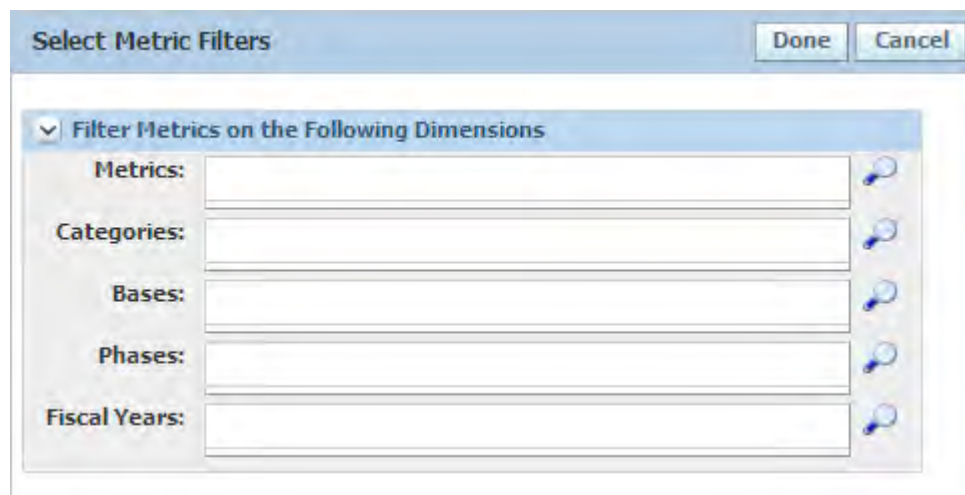 Select Metric Filters Done Cancel
Filter Metrics on the Following Dimensions
Metrics:
Categories:
Bases:
Phases:
Fiscal Years: